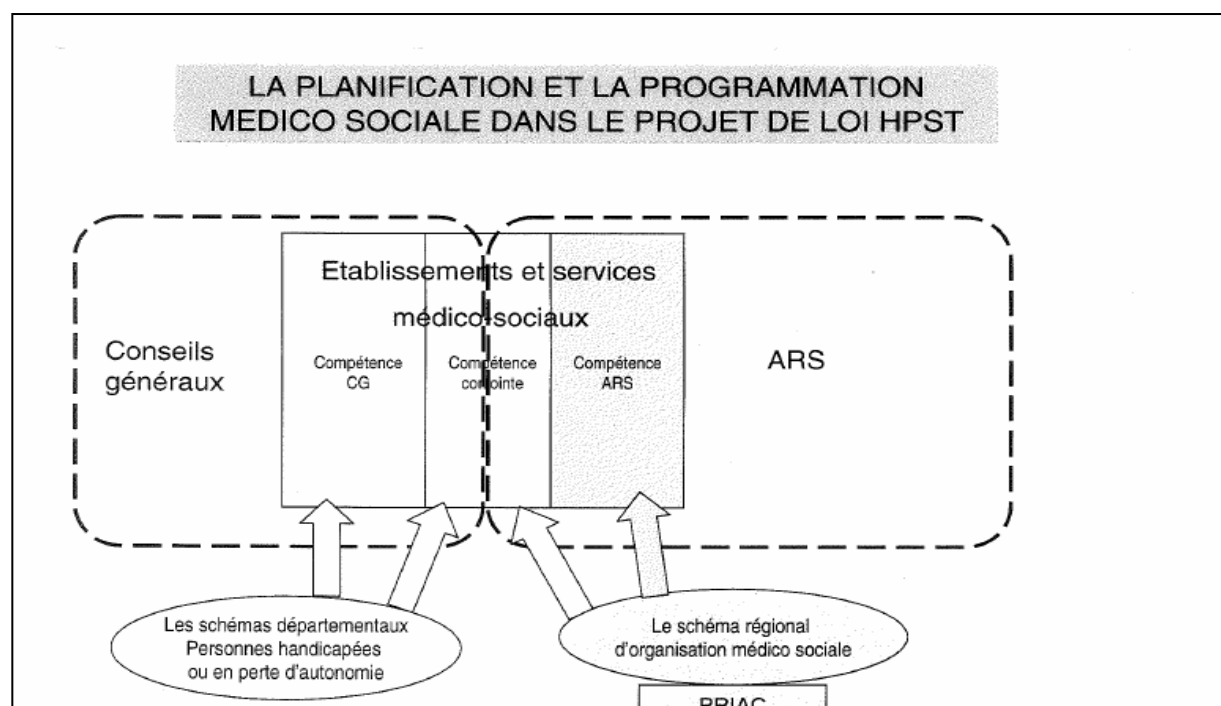 LA PLANIFICATION ET LA PROGRAMMATION
MEDICO SOCIALE DANS LE PROJET DE LOI HPST
Etablissements et services
médico-sociaux
Conseils
généraux
Compétence
CG
Compétence
conjointe
Compétence
ARS
ARS
Les schémas départementaux
Personnes handicapées
ou en perte d'autonomie
Le schéma régional
d'organisation médico sociale
PRIAC